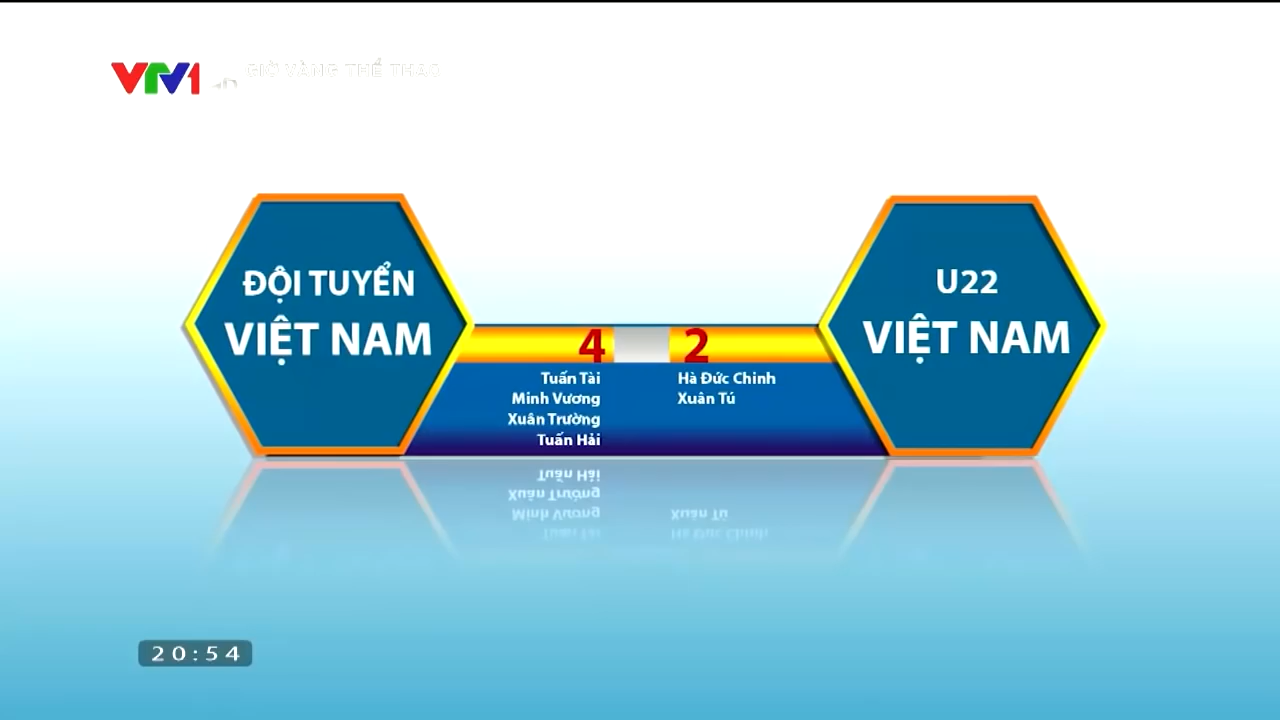 VTV1
GIỜ VÀNG THỂ THAO
ĐỘI TUYỂN
VIỆT NAM
4
2
Tuấn Tài
Minh Vương
Xuân Trường
Tuấn Hải
Hà Đức Chinh
Xuân Tú
U22
VIỆT NAM
20:54